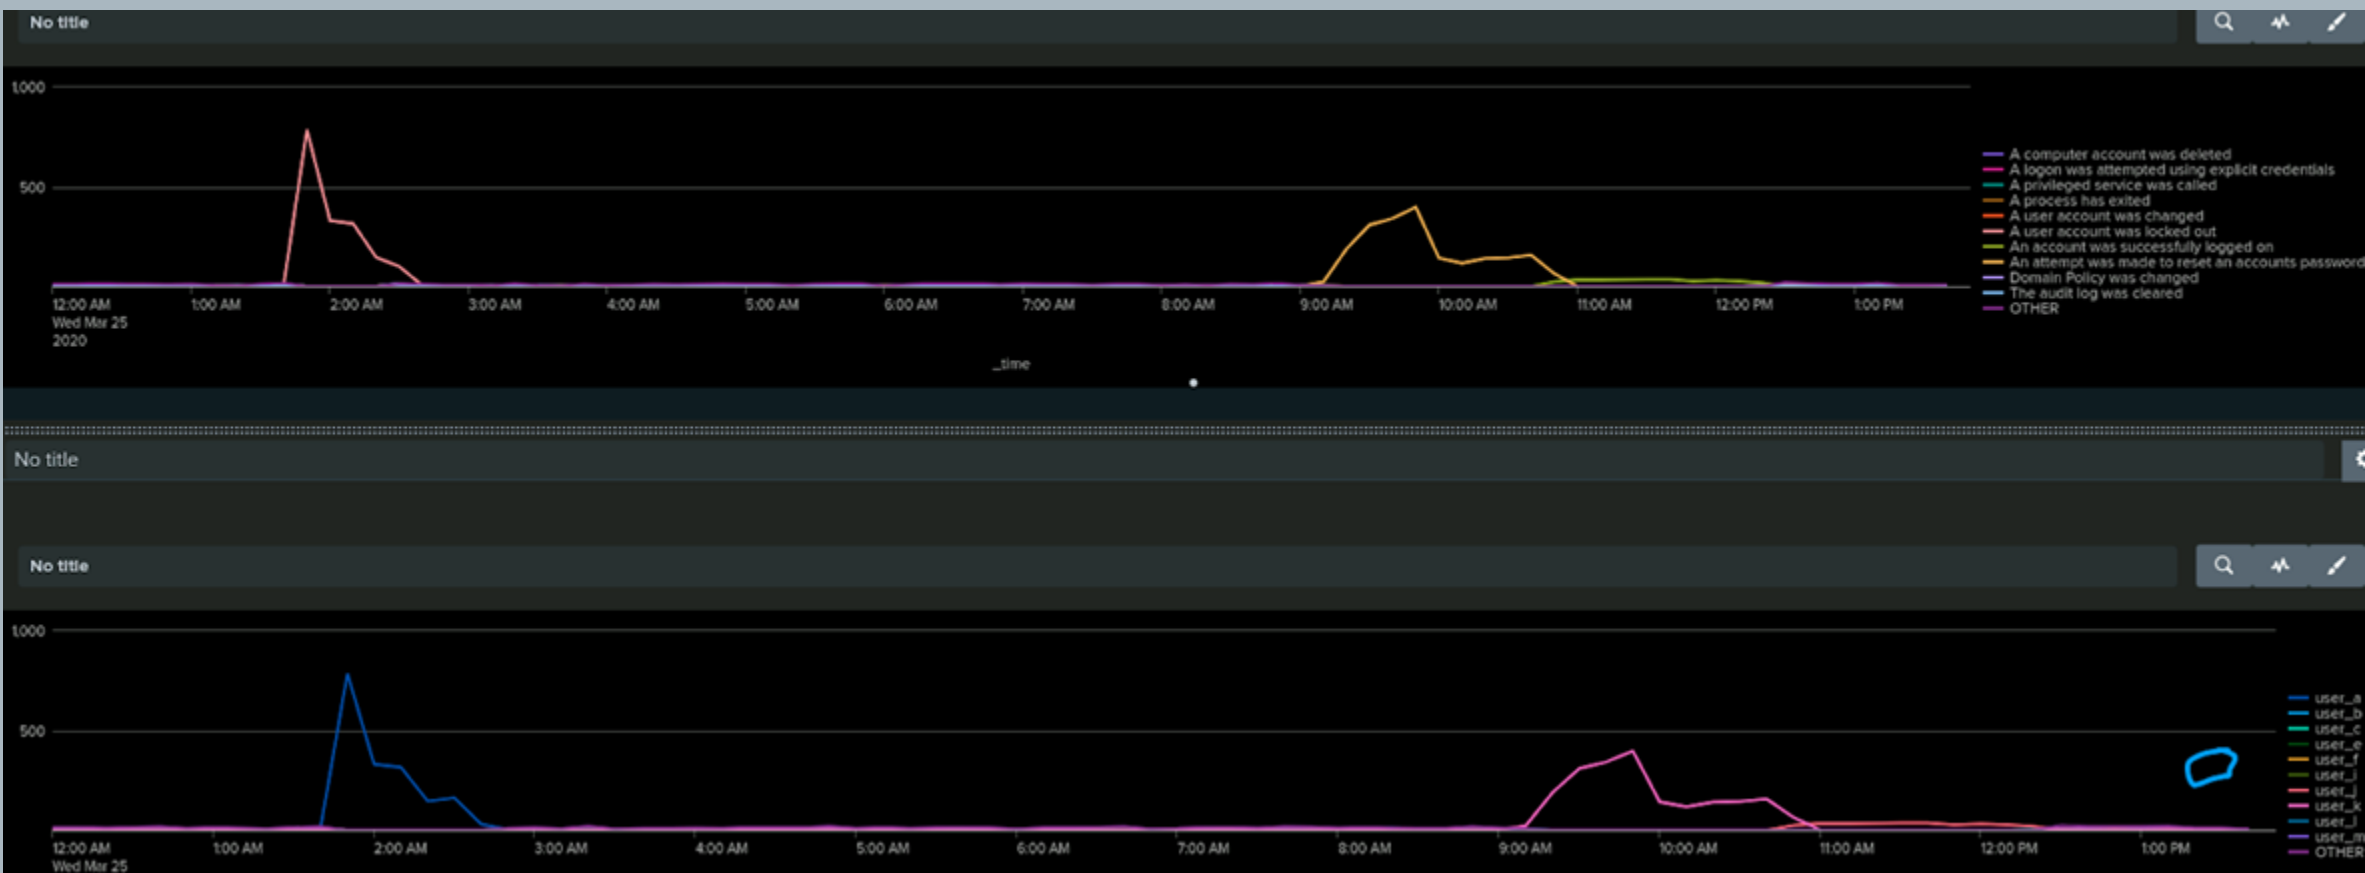 No title
1,000
500
12:00 AM 1:00 AM 2:00 AM 3:00 AM 4:00 AM 5:00 AM 6:00 AM 7:00 AM 8:00 AM 9:00 AM 10:00 AM 11:00 AM 12:00 PM 1:00 PM
Wed Mar 25
2020
_time
A computer account was deleted
A logon was attempted using explicit credentials
A privileged service was called
A process has exited
A user account was changed
A user account was locked out
An account was successfully logged on
An attempt was made to reset an accounts password
Domain Policy was changed
The audit log was cleared
OTHER
No title
No title
1,000
500
12:00 AM 1:00 AM 2:00 AM 3:00 AM 4:00 AM 5:00 AM 6:00 AM 7:00 AM 8:00 AM 9:00 AM 10:00 AM 11:00 AM 12:00 PM 1:00 PM
Wed Mar 25
user_a
user_b
user_c
user_e
user_f
user_i
user_j
user_k
user_l
user_m
OTHER